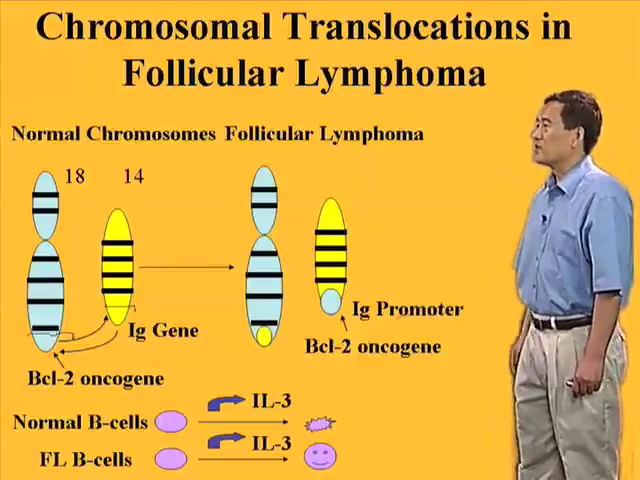 Chromosomal Translocations in
Follicular Lymphoma
Normal Chromosomes Follicular Lymphoma
18 14
Ig Gene
Ig Promoter
Bcl-2 oncogene
Bcl-2 oncogene
IL-3
Normal B-cells
IL-3
FL B-cells